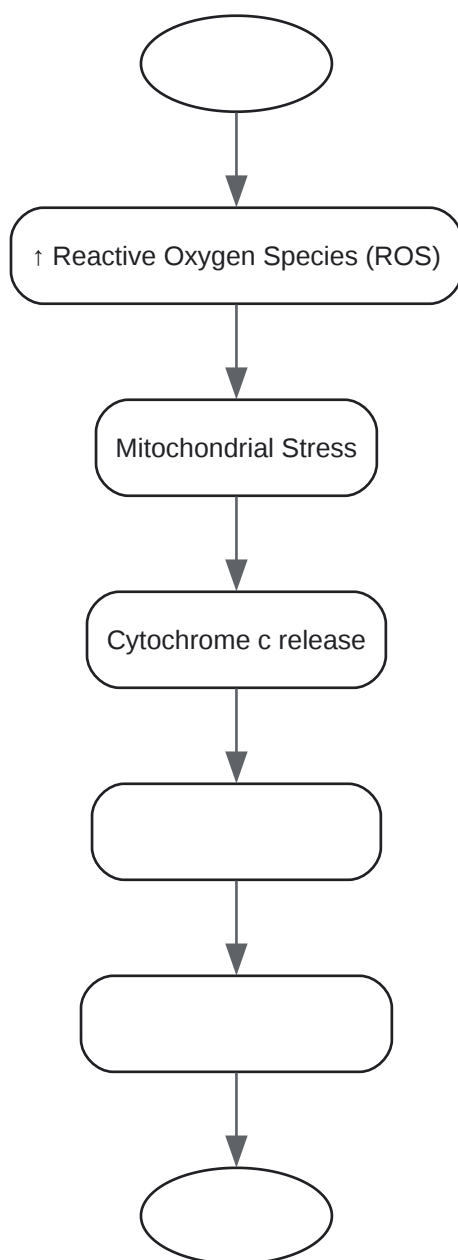 ↑ Reactive Oxygen Species (ROS)
Mitochondrial Stress
Cytochrome c release